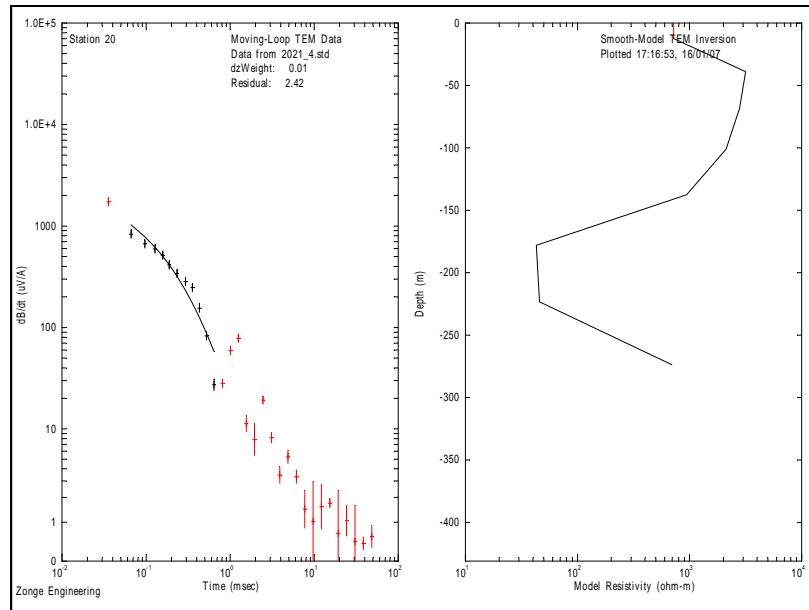 Station 20
Moving-Loop TEM Data
Data from 2021_4.std
dzWeight: 0.01
Residual: 2.42
1.0E+5
1.0E+4
1000
100
10
1
0
dB/dt (uV/A)
10-2
10-1
100
101
102
Time (msec)
Zonge Engineering
Smooth-Model TEM Inversion
Plotted 17:16:53, 16/01/07
0
-50
-100
-150
-200
-250
-300
-350
-400
Depth (m)
101
102
103
104
Model Resistivity (ohm-m)